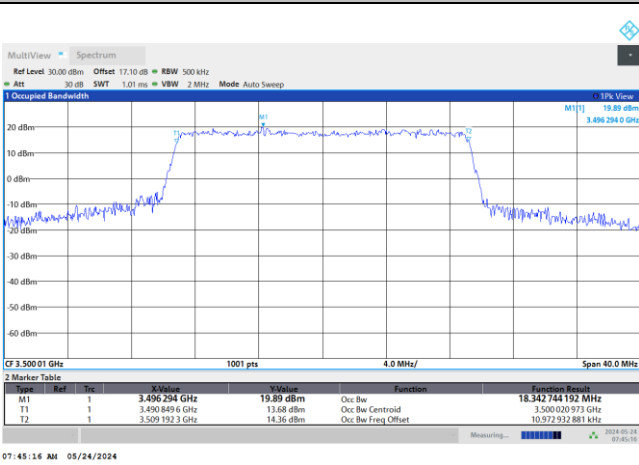 MultiView Spectrum
Ref Level 30.00 dBm Offset 17.10 dB RBW 500 kHz
Att 30 dB SWT 1.01 ms VBW 2 MHz Mode Auto Sweep
1 Occupied Bandwidth 1Pk View
M1[1] 19.89 dBm
3.496 294 0 GHz
M1
T1 T2
20 dBm
10 dBm
0 dBm
-10 dBm
-20 dBm
-30 dBm
-40 dBm
-50 dBm
-60 dBm
CF 3.500 01 GHz 1001 pts 4.0 MHz/ Span 40.0 MHz
2 Marker Table
Type Ref Trc X-Value Y-Value Function Function Result
M1 1 3.496 294 GHz 19.89 dBm Occ Bw 18.342 744 192 MHz
T1 1 3.490 849 6 GHz 13.68 dBm Occ Bw Centroid 3.500 020 973 GHz
T2 1 3.509 192 3 GHz 14.36 dBm Occ Bw Freq Offset 10.972 932 881 kHz
Measuring... 2024-05-24
07:45:16 AM 05/24/2024